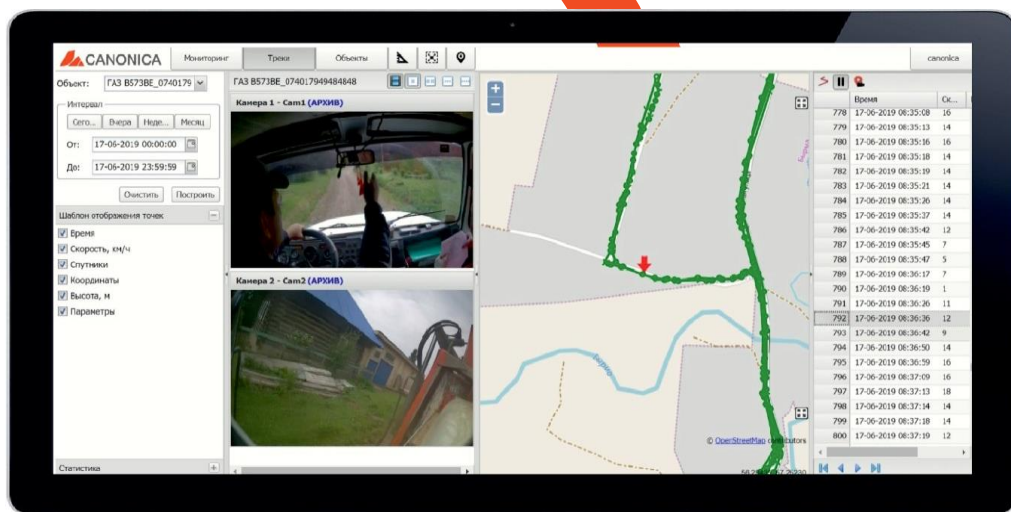 CANONICA
Мониторинг
Треки
Объекты
canonica
Объект:
ГАЗ В573ВЕ_0740179
Интервал
Сего...
Вчера
Неде...
Месяц
От:
17-06-2019 00:00:00
До:
17-06-2019 23:59:59
Очистить
Построить
Шаблон отображения точек
Время
Скорость, км/ч
Спутники
Координаты
Высота, м
Параметры
Статистика
ГАЗ В573ВЕ_074017949484848
Камера 1 - Cam1 (АРХИВ)
Камера 2 - Cam2 (АРХИВ)
© OpenStreetMap contributors
Время Ск...
778 17-06-2019 08:35:08 16
779 17-06-2019 08:35:13 14
780 17-06-2019 08:35:16 16
781 17-06-2019 08:35:18 14
782 17-06-2019 08:35:19 14
783 17-06-2019 08:35:21 14
784 17-06-2019 08:35:26 14
785 17-06-2019 08:35:37 14
786 17-06-2019 08:35:42 12
787 17-06-2019 08:35:45 7
788 17-06-2019 08:35:47 5
789 17-06-2019 08:36:17 7
790 17-06-2019 08:36:19 1
791 17-06-2019 08:36:26 11
792 17-06-2019 08:36:36 12
793 17-06-2019 08:36:42 9
794 17-06-2019 08:36:50 14
795 17-06-2019 08:36:59 16
796 17-06-2019 08:37:09 16
797 17-06-2019 08:37:13 18
798 17-06-2019 08:37:14 14
799 17-06-2019 08:37:18 14
800 17-06-2019 08:37:19 12